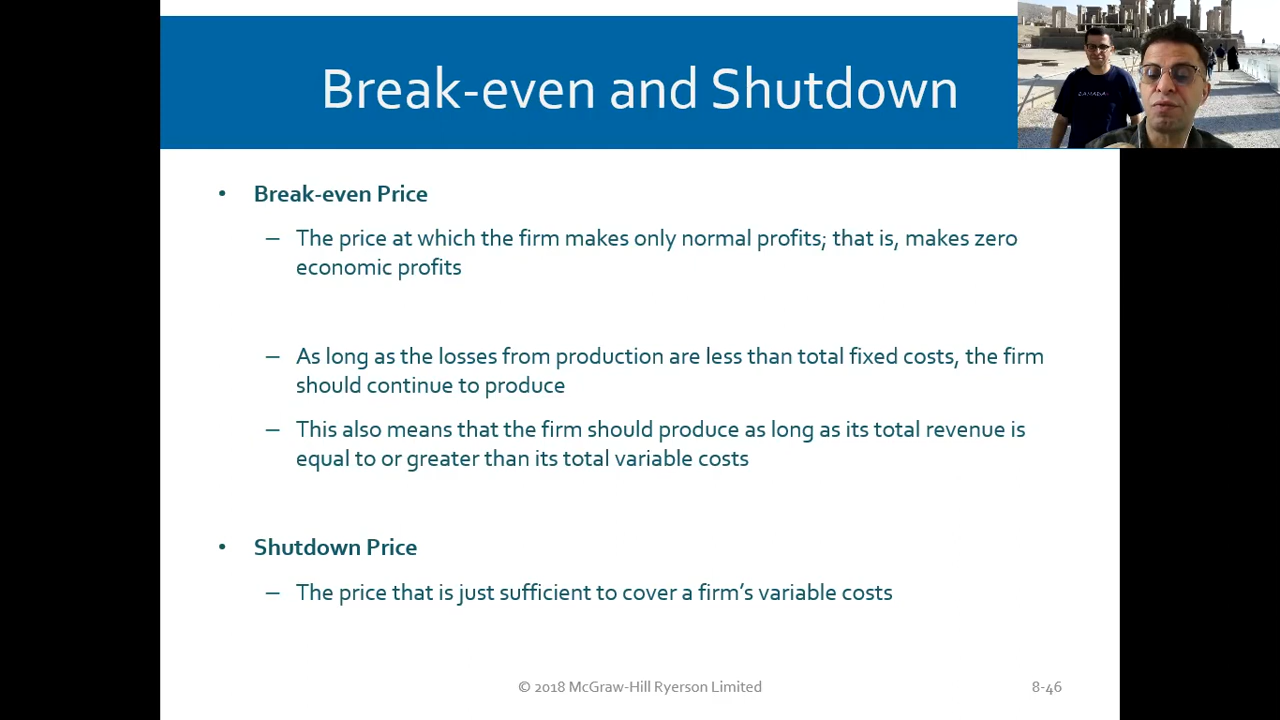 Break-even and Shutdown
• Break-even Price
– The price at which the firm makes only normal profits; that is, makes zero
economic profits
– As long as the losses from production are less than total fixed costs, the firm
should continue to produce
– This also means that the firm should produce as long as its total revenue is
equal to or greater than its total variable costs
• Shutdown Price
– The price that is just sufficient to cover a firm’s variable costs
© 2018 McGraw-Hill Ryerson Limited
8-46